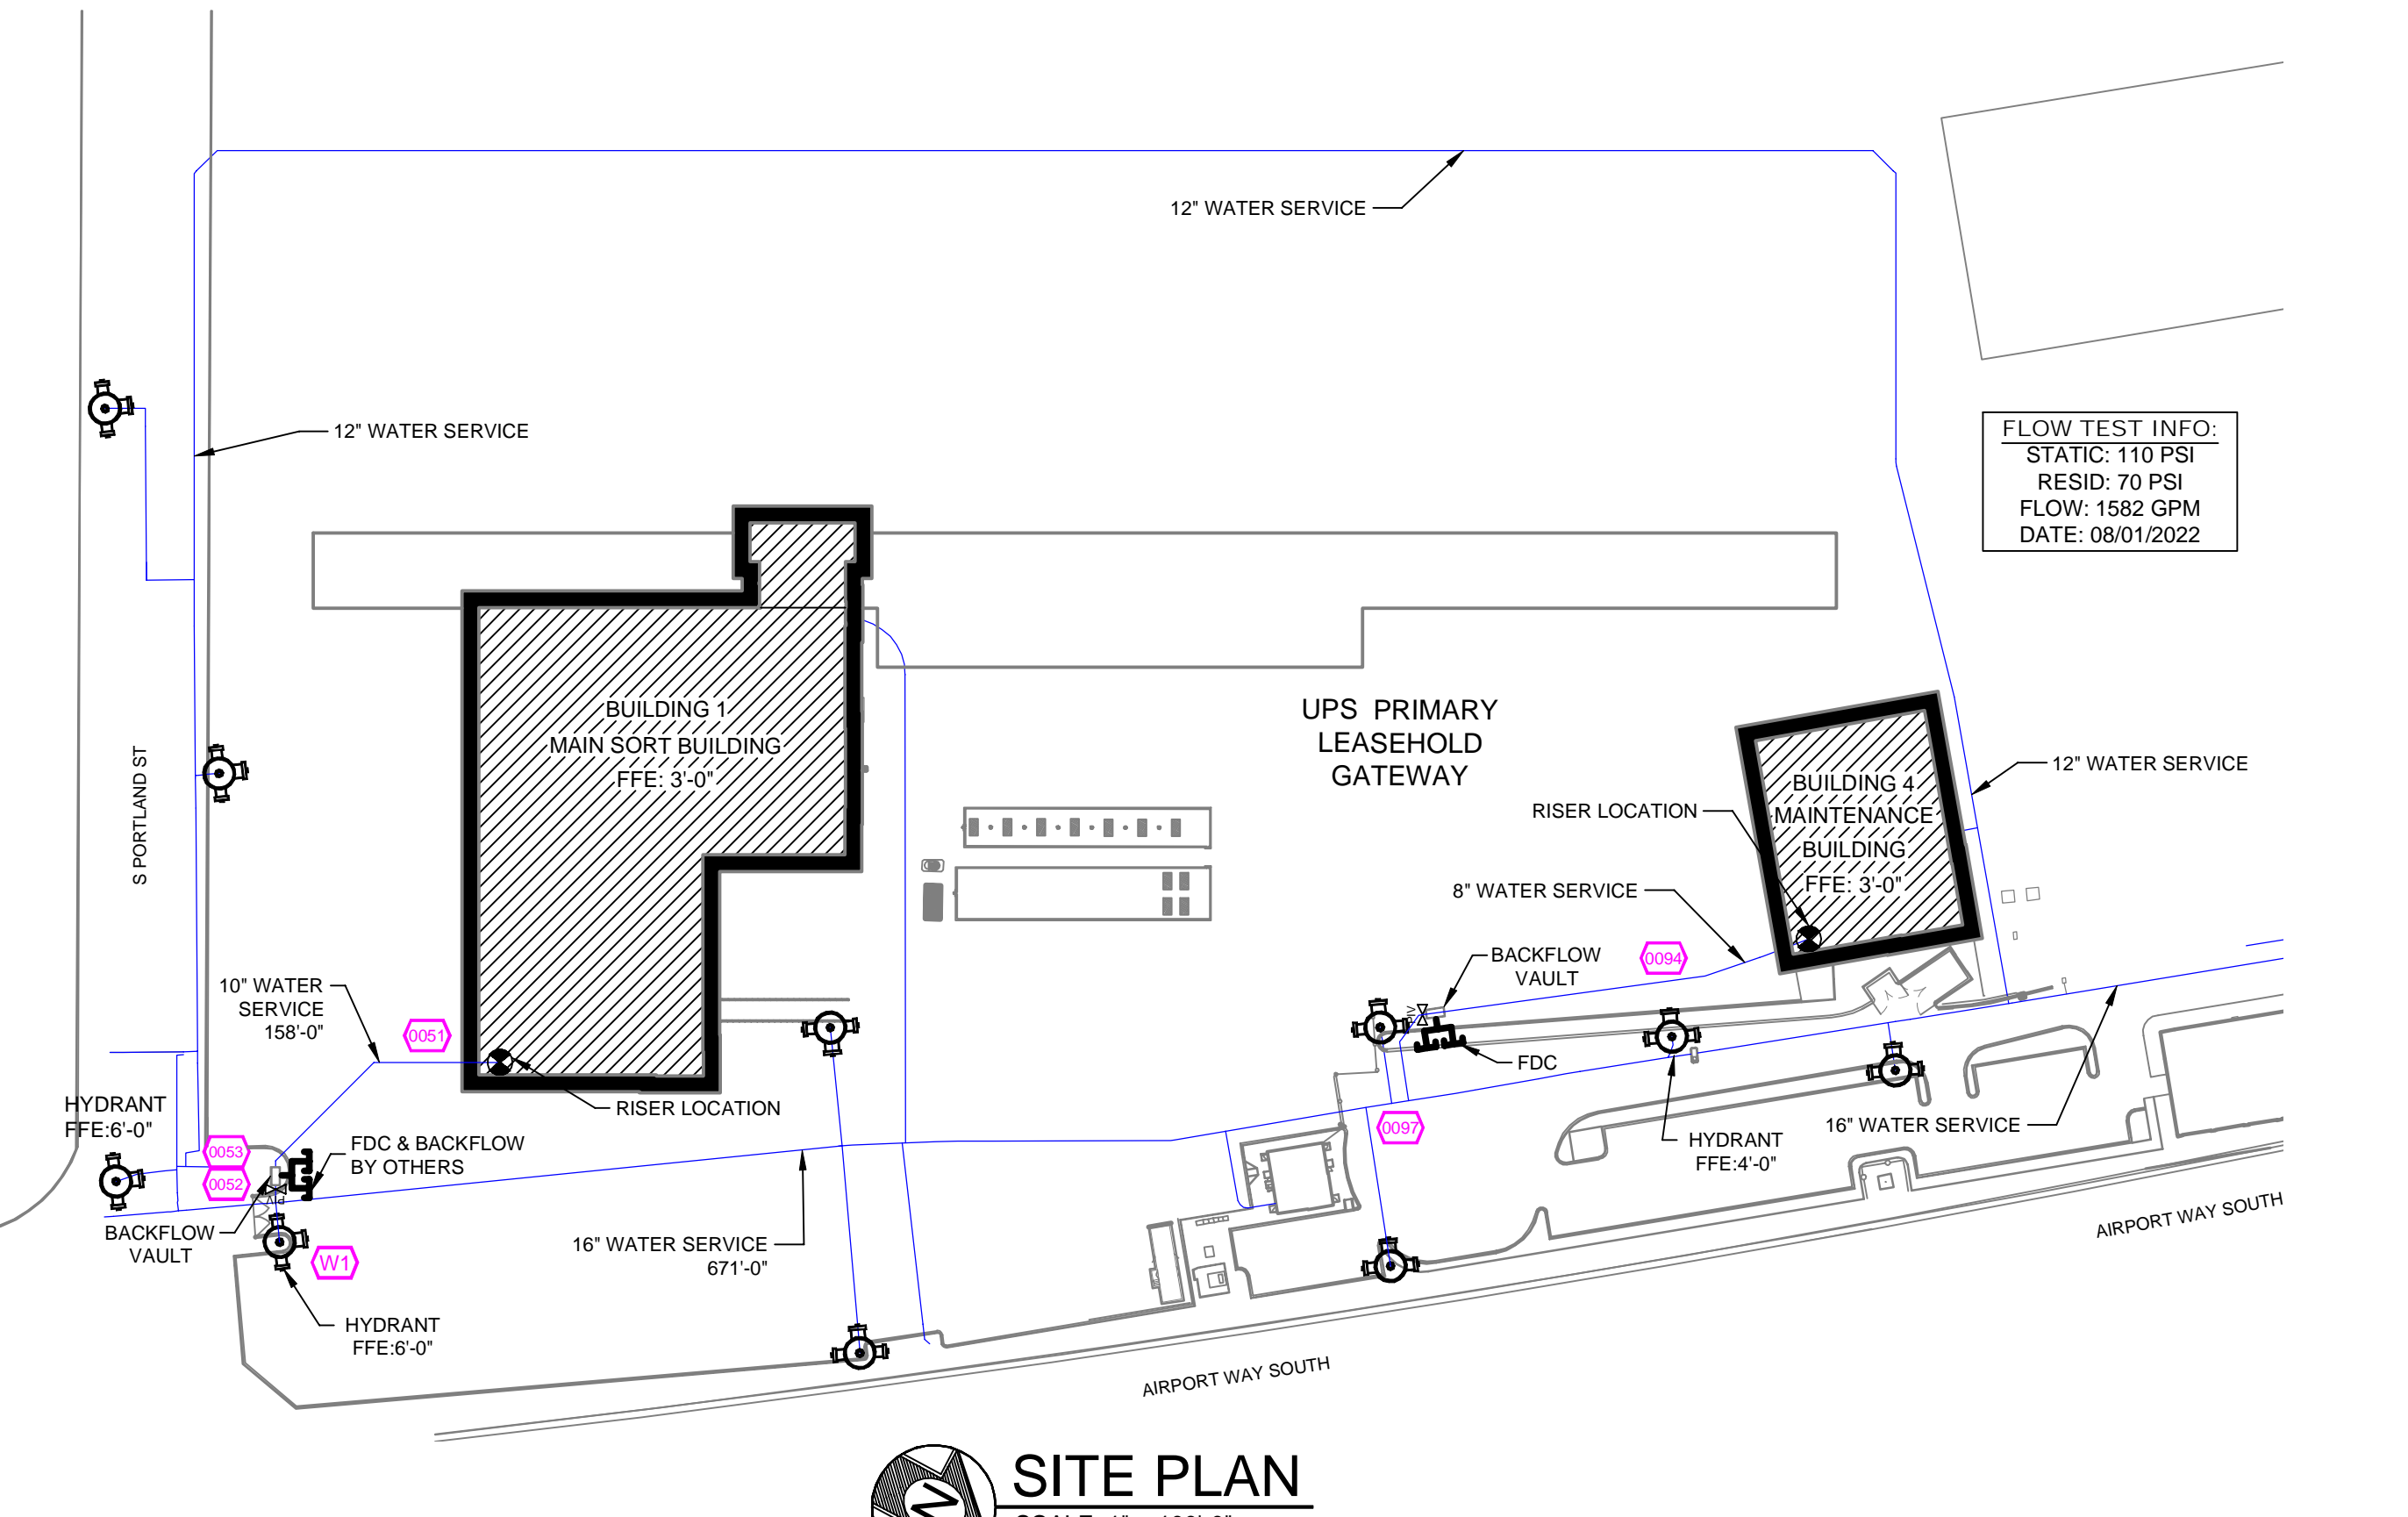 12" WATER SERVICE
12" WATER SERVICE
FLOW TEST INFO:
STATIC: 110 PSI
RESID: 70 PSI
FLOW: 1582 GPM
DATE: 08/01/2022
BUILDING 1
MAIN SORT BUILDING
FFE: 3'-0"
UPS PRIMARY
LEASEHOLD
GATEWAY
S PORTLAND ST
12" WATER SERVICE
BUILDING 4
MAINTENANCE
BUILDING
FFE: 3'-0"
RISER LOCATION
8" WATER SERVICE
BACKFLOW
VAULT
0094
PIV
FDC
10" WATER
SERVICE
158'-0"
0051
RISER LOCATION
HYDRANT
FFE:6'-0"
0053
0052
FDC & BACKFLOW
BY OTHERS
PIV
BACKFLOW
VAULT
W1
HYDRANT
FFE:6'-0"
16" WATER SERVICE
671'-0"
0097
HYDRANT
FFE:4'-0"
16" WATER SERVICE
AIRPORT WAY SOUTH
AIRPORT WAY SOUTH
N
SITE PLAN